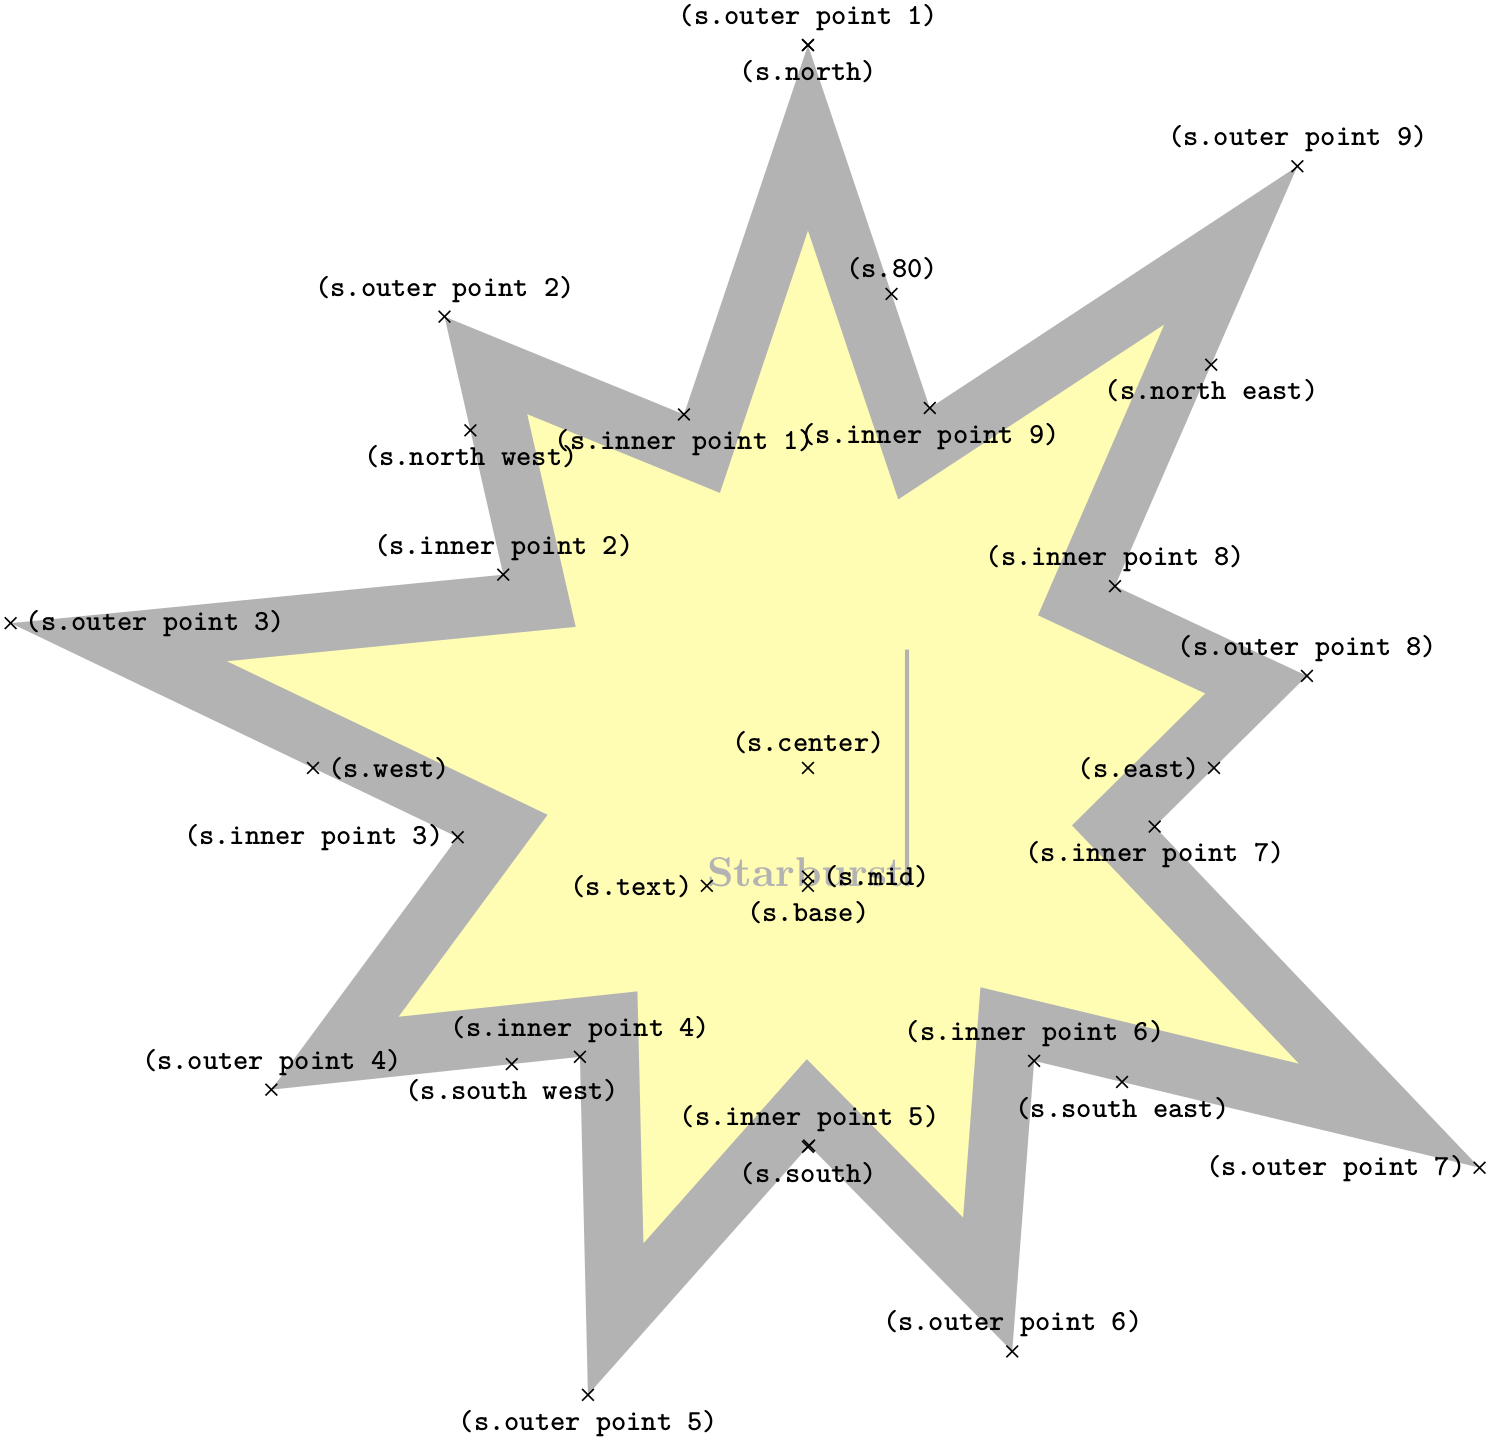 (s.outer point 1)
(s.north)
(s.outer point 9)
(s.80)
(s.outer point 2)
(s.north east)
(s.inner point 1)
(s.inner point 9)
(s.north west)
(s.inner point 2)
(s.inner point 8)
(s.outer point 3)
(s.outer point 8)
(s.center)
(s.west)
(s.east)
(s.inner point 3)
(s.inner point 7)
Starburst
(s.mid)
(s.text)
(s.base)
(s.inner point 4)
(s.inner point 6)
(s.outer point 4)
(s.south west)
(s.south east)
(s.inner point 5)
(s.outer point 7)
(s.south)
(s.outer point 6)
(s.outer point 5)